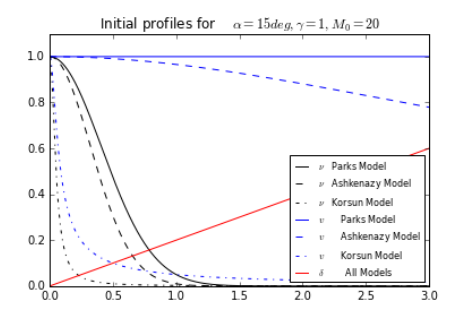 Initial profiles for α = 15deg, γ = 1, M₀ = 20
1.0
0.8
0.6
0.4
0.2
0.0
ν Parks Model
ν Ashkenazy Model
ν Korsun Model
υ Parks Model
υ Ashkenazy Model
υ Korsun Model
δ All Models
0.0 0.5 1.0 1.5 2.0 2.5 3.0